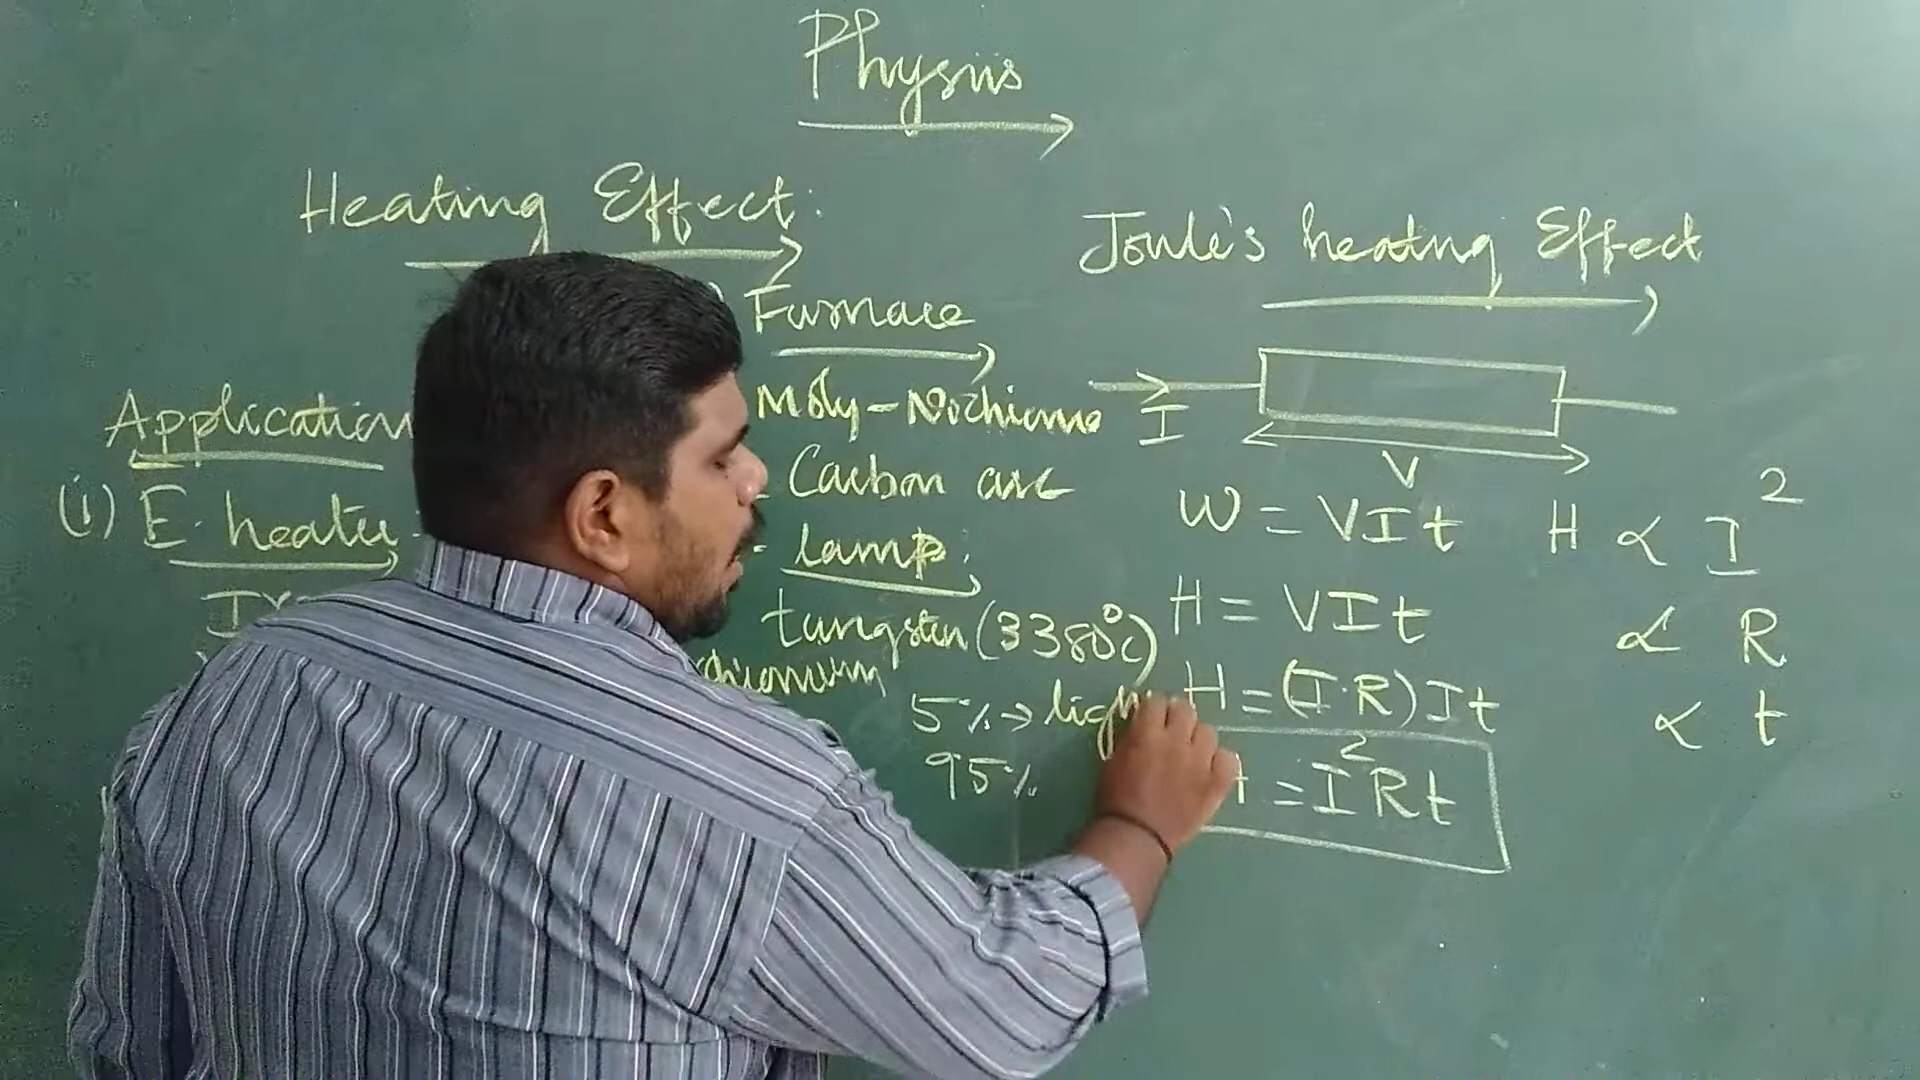 Physics
Heating Effect.
Furnace
Moly - Nichrome
Application
Carbon arc
(i) E. heater
lamp.
tungsten (3380°c)
5% → light
95%
Joule's heating Effect
I
V
W = VIt
H = VIt
H = (I·R) It
= I²Rt
H ∝ I²
∝ R
∝ t